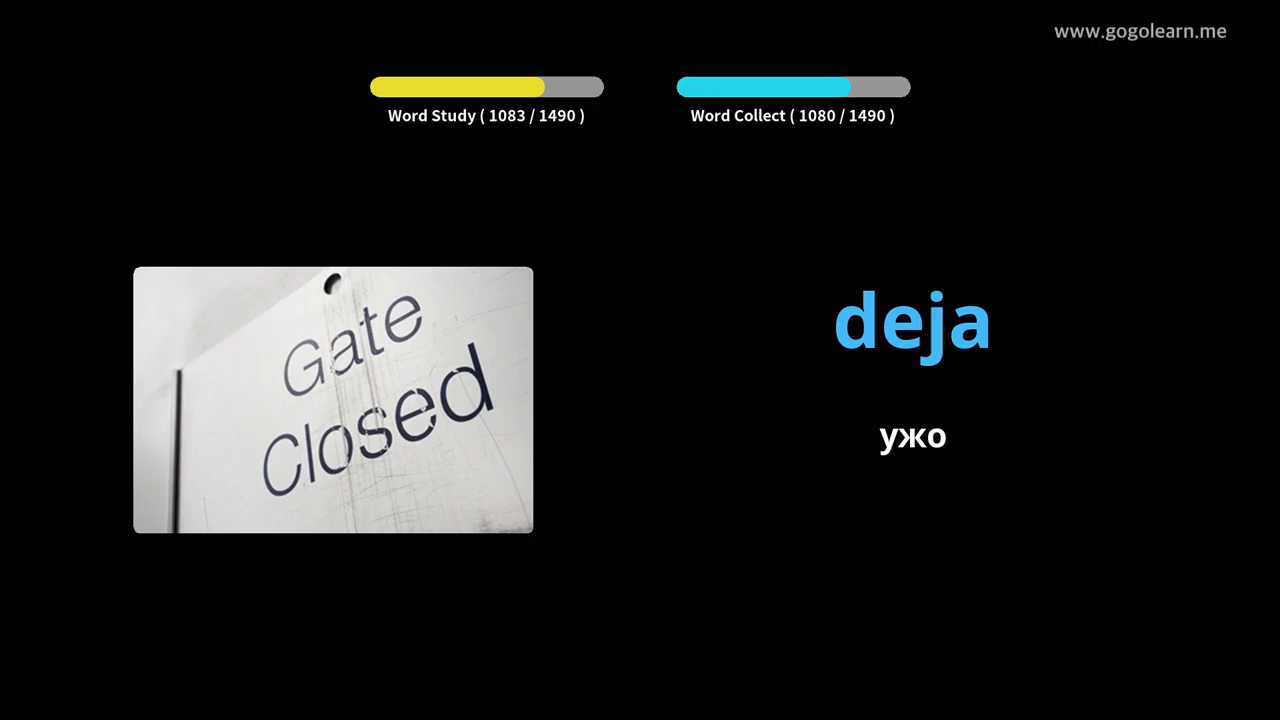 www.gogolearn.me
Word Study ( 1083 / 1490 )
Word Collect ( 1080 / 1490 )
Gate
Closed
deja
ужо